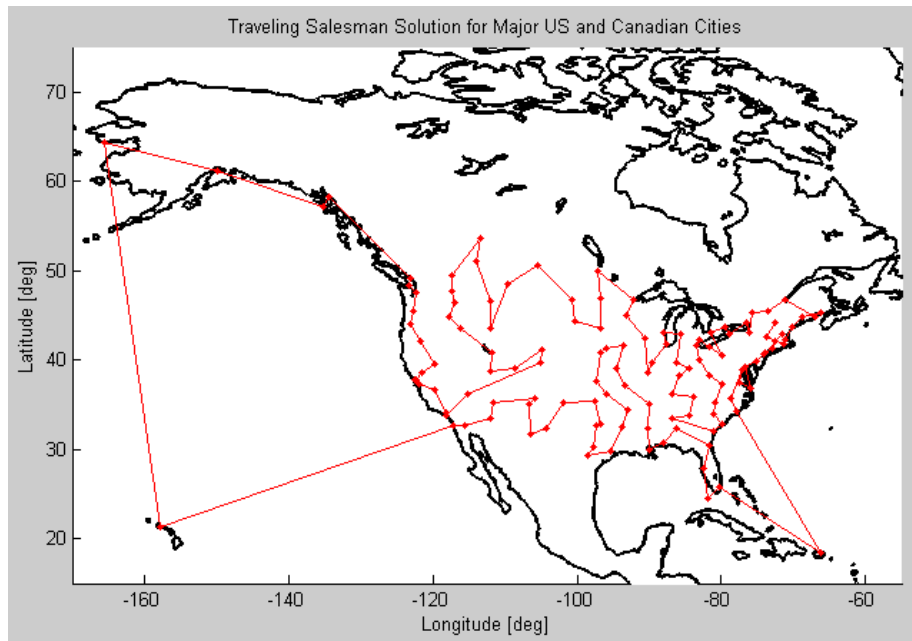 Traveling Salesman Solution for Major US and Canadian Cities
70
60
50
40
30
20
Latitude [deg]
-160 -140 -120 -100 -80 -60
Longitude [deg]